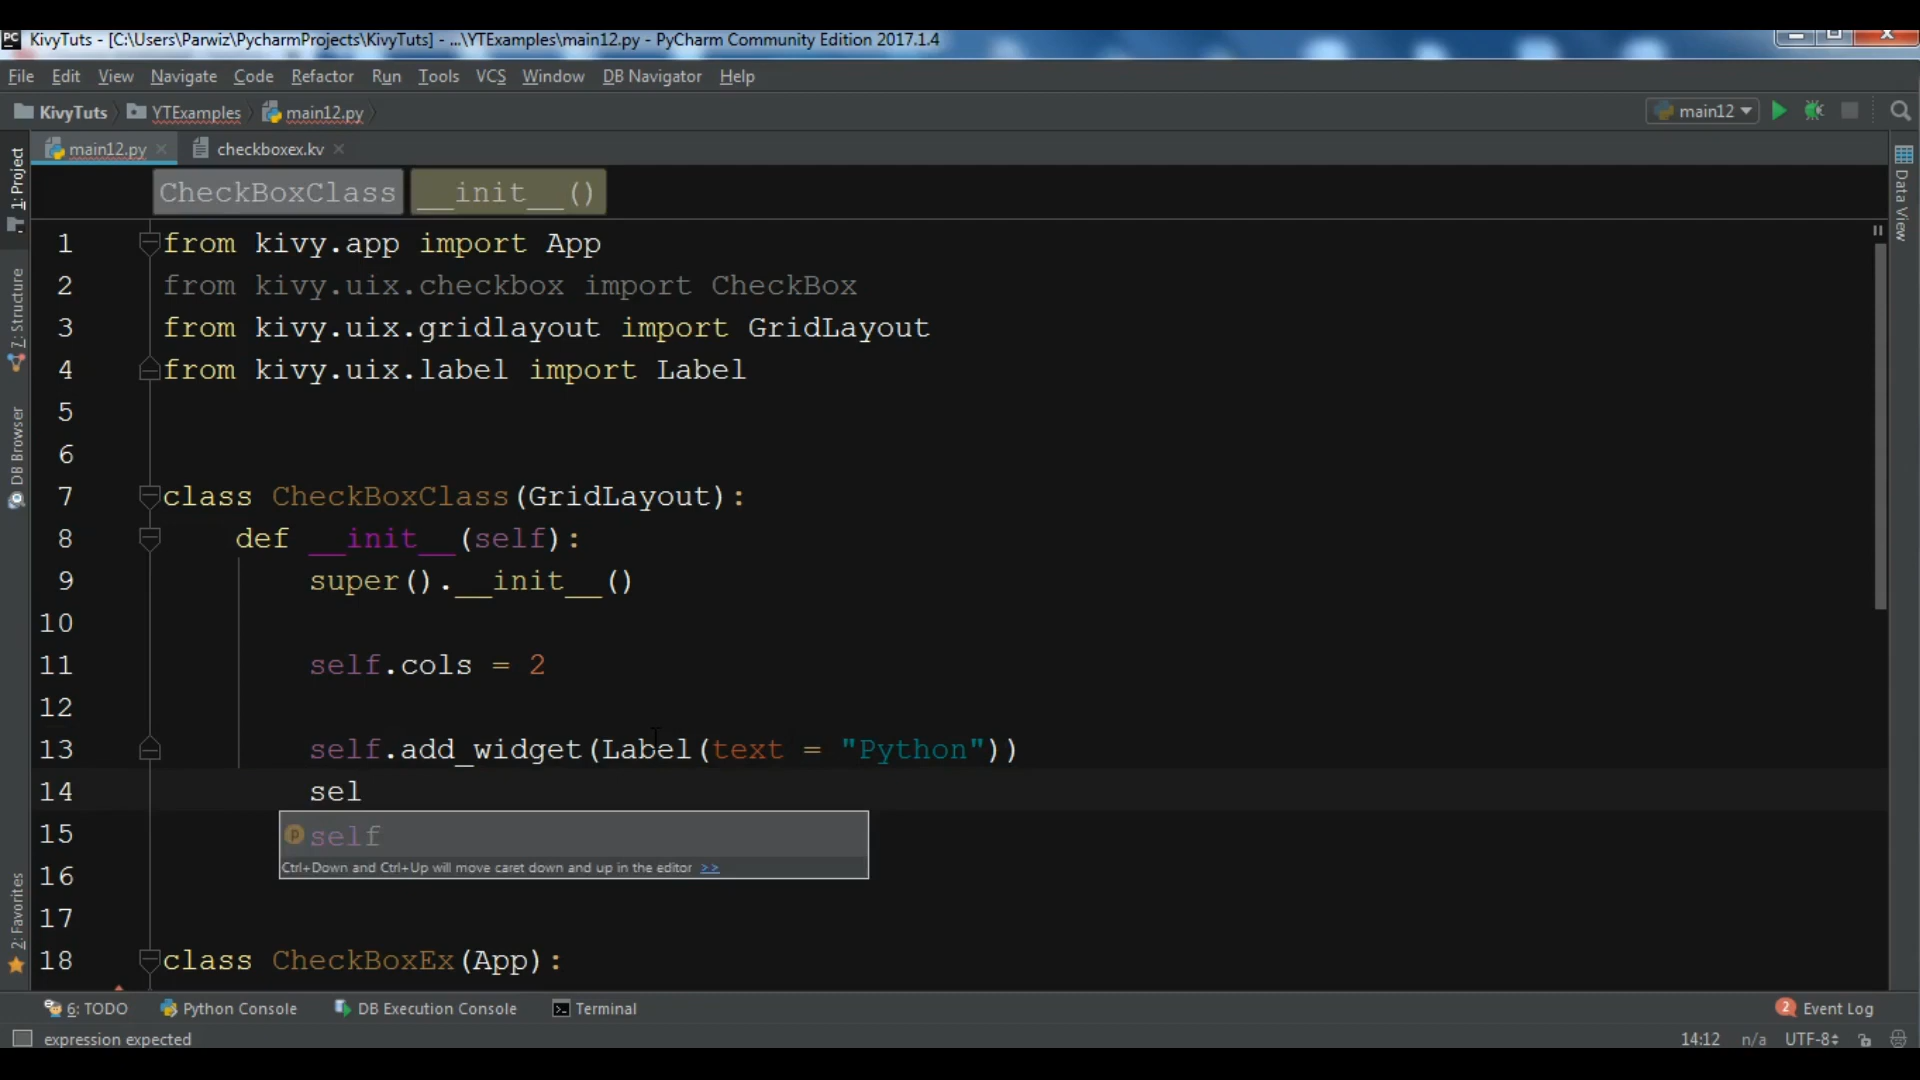 PC KivyTuts - [C:\Users\Parwiz\PycharmProjects\KivyTuts] - ...\YTExamples\main12.py - PyCharm Community Edition 2017.1.4
File Edit View Navigate Code Refactor Run Tools VCS Window DB Navigator Help
KivyTuts YTExamples main12.py main12
main12.py checkboxex.kv
CheckBoxClass __init__()
1 from kivy.app import App
2 from kivy.uix.checkbox import CheckBox
3 from kivy.uix.gridlayout import GridLayout
4 from kivy.uix.label import Label
5
6
7 class CheckBoxClass(GridLayout):
8 def __init__(self):
9 super().__init__()
10
11 self.cols = 2
12
13 self.add_widget(Label(text = "Python"))
14 sel
15 p self
Ctrl+Down and Ctrl+Up will move caret down and up in the editor >>
16
17
18 class CheckBoxEx(App):
1: Project
7: Structure
DB Browser
2: Favorites
Data View
6: TODO Python Console DB Execution Console Terminal 2 Event Log
expression expected 14:12 n/a UTF-8